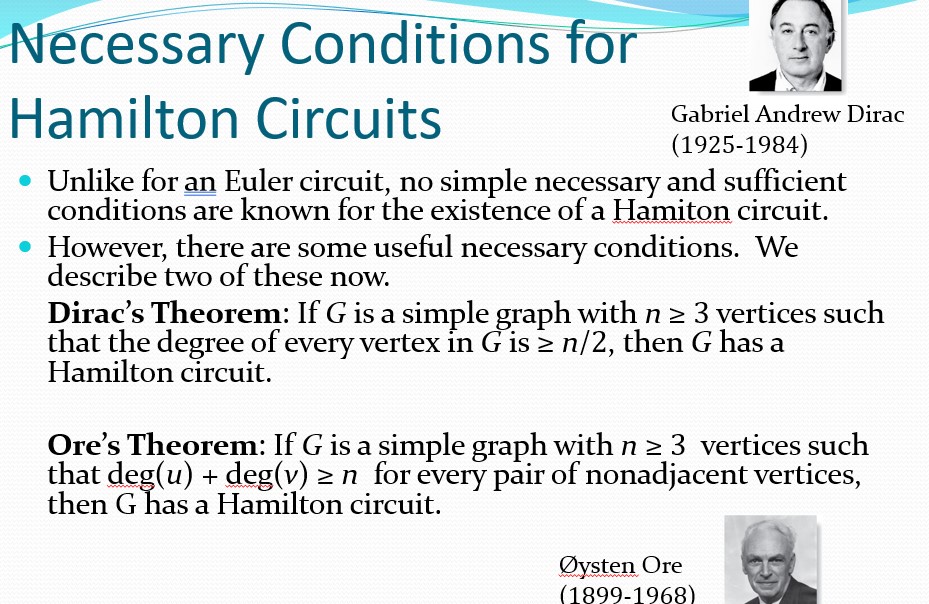 Necessary Conditions for
Hamilton Circuits
Gabriel Andrew Dirac
(1925-1984)
• Unlike for an Euler circuit, no simple necessary and sufficient
conditions are known for the existence of a Hamiton circuit.
• However, there are some useful necessary conditions. We
describe two of these now.
Dirac's Theorem: If G is a simple graph with n ≥ 3 vertices such
that the degree of every vertex in G is ≥ n/2, then G has a
Hamilton circuit.
Ore's Theorem: If G is a simple graph with n ≥ 3 vertices such
that deg(u) + deg(v) ≥ n for every pair of nonadjacent vertices,
then G has a Hamilton circuit.
Øysten Ore
(1899-1968)